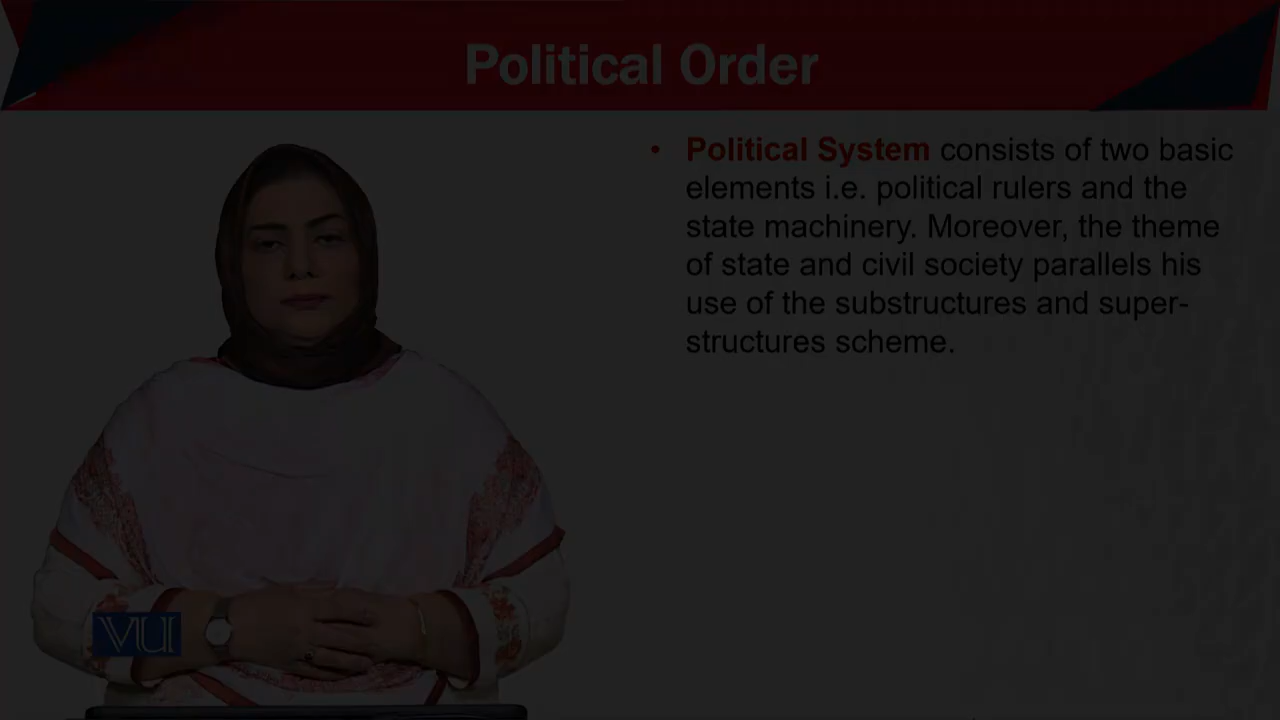 Political Order
• Political System consists of two basic
elements i.e. political rulers and the
state machinery. Moreover, the theme
of state and civil society parallels his
use of the substructures and super-
structures scheme.
VU